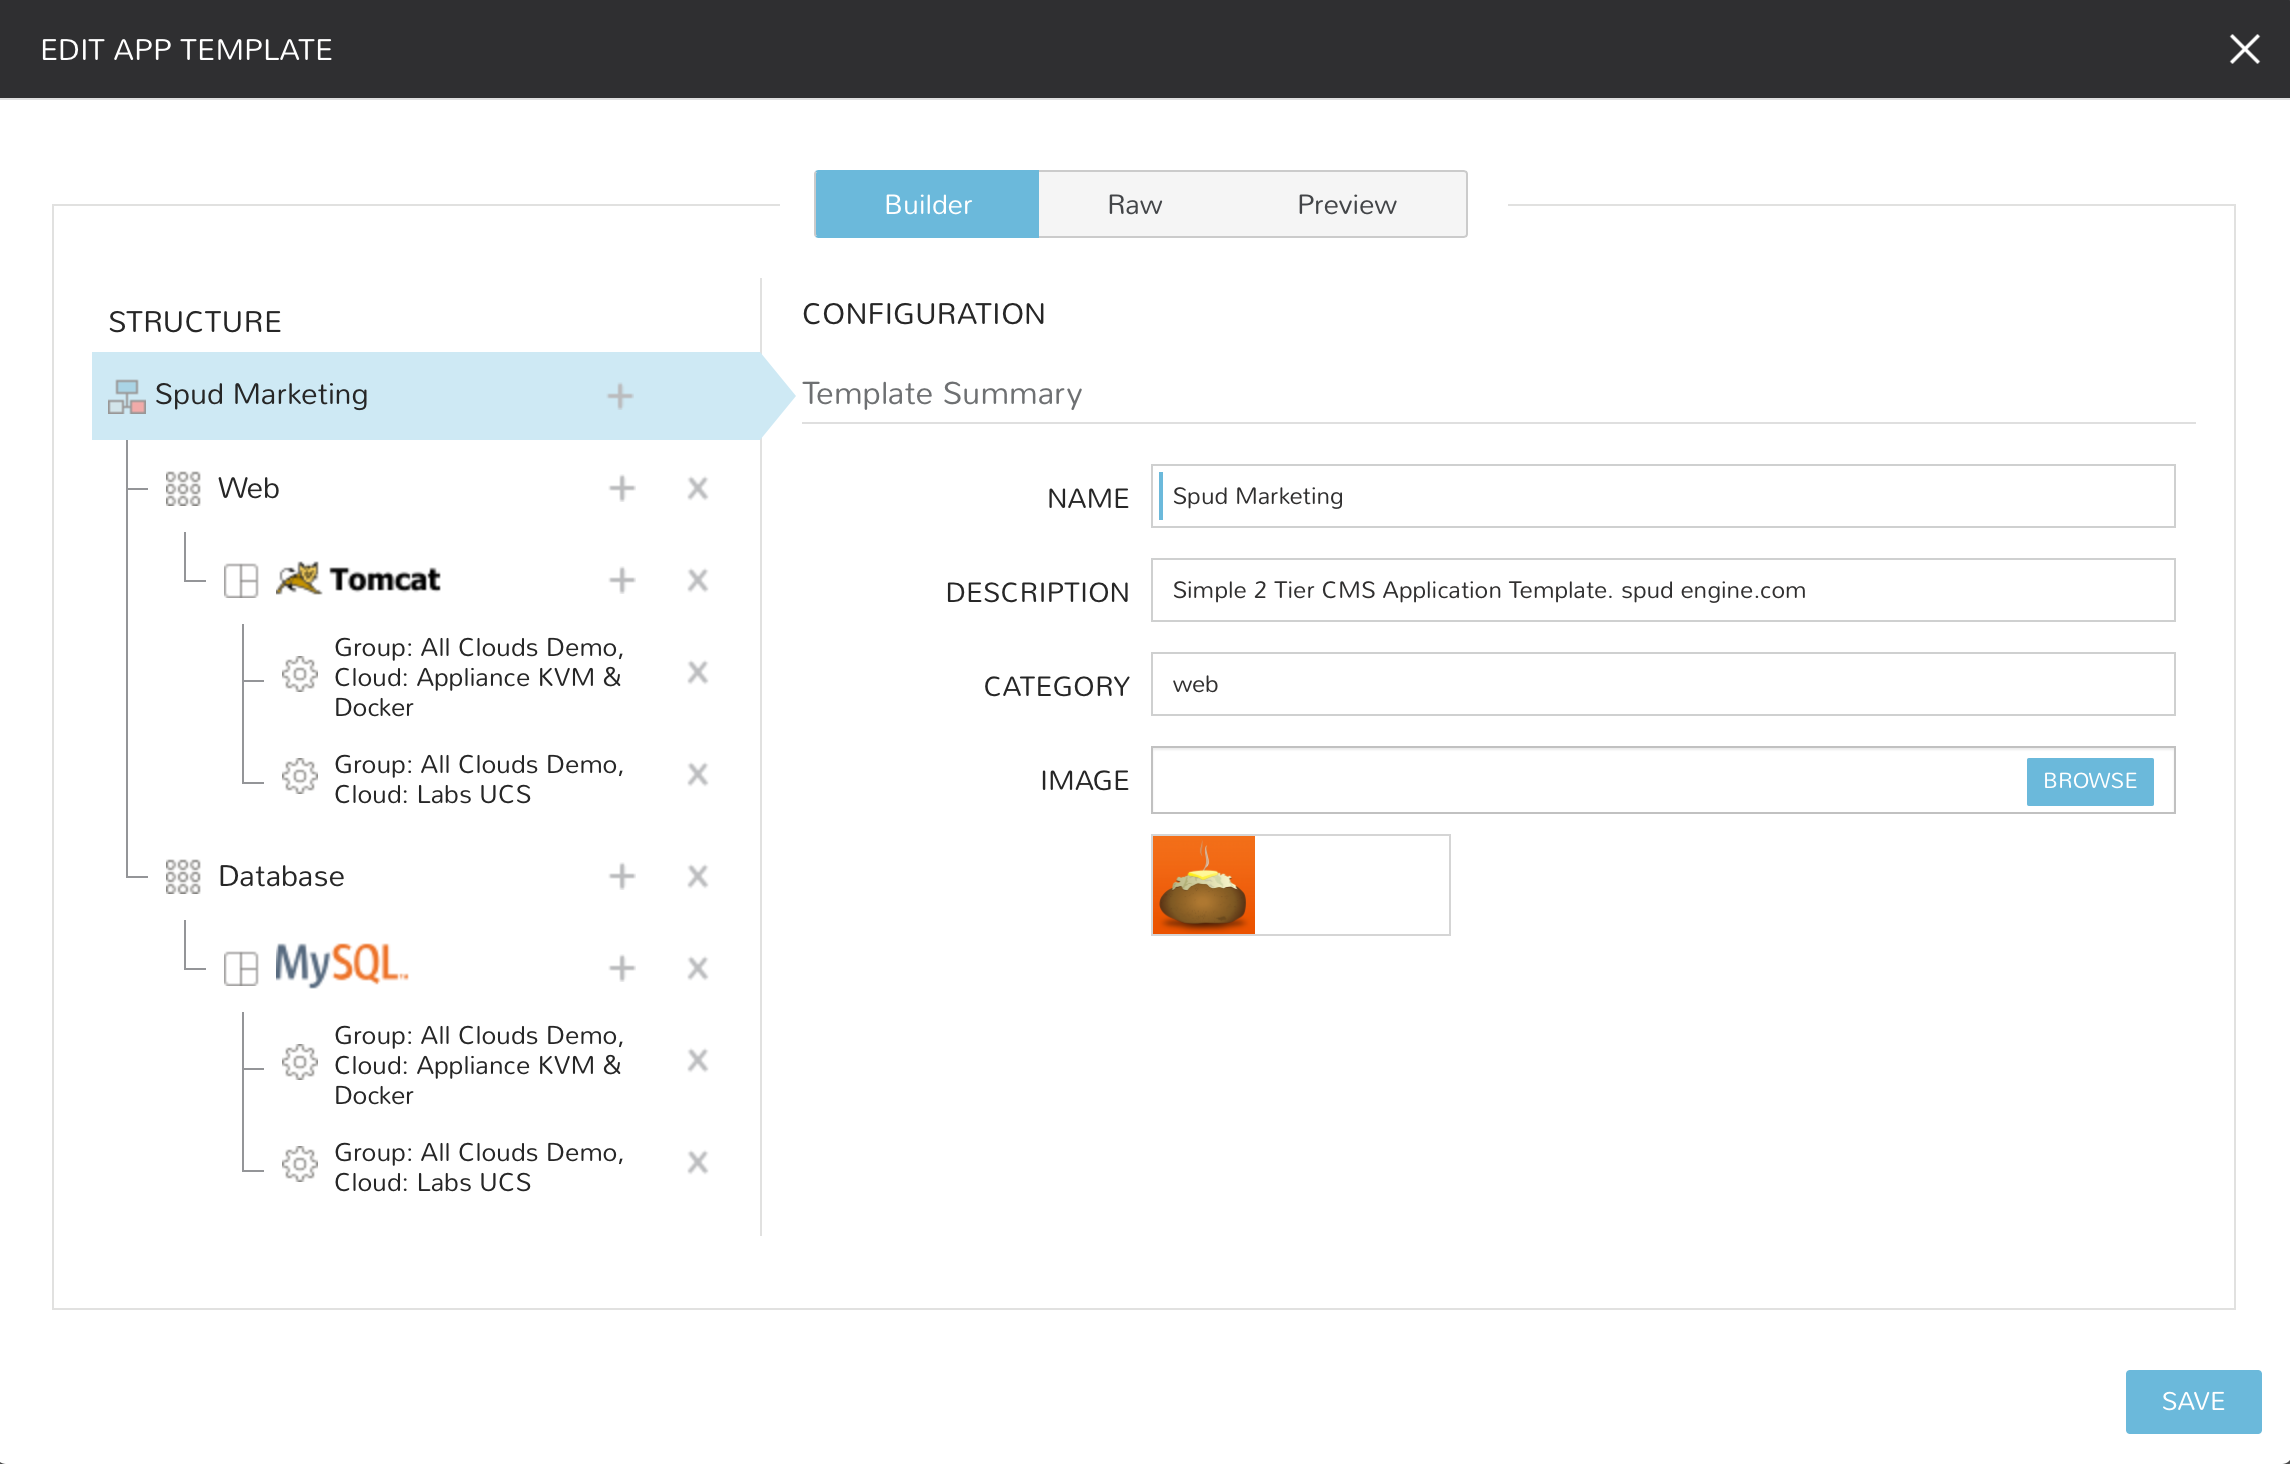 EDIT APP TEMPLATE
Builder
Raw
Preview
STRUCTURE
Spud Marketing
Web
Tomcat
Group: All Clouds Demo,
Cloud: Appliance KVM &
Docker
Group: All Clouds Demo,
Cloud: Labs UCS
Database
MySQL™
Group: All Clouds Demo,
Cloud: Appliance KVM &
Docker
Group: All Clouds Demo,
Cloud: Labs UCS
CONFIGURATION
Template Summary
NAME
Spud Marketing
DESCRIPTION
Simple 2 Tier CMS Application Template. spud engine.com
CATEGORY
web
IMAGE
BROWSE
SAVE